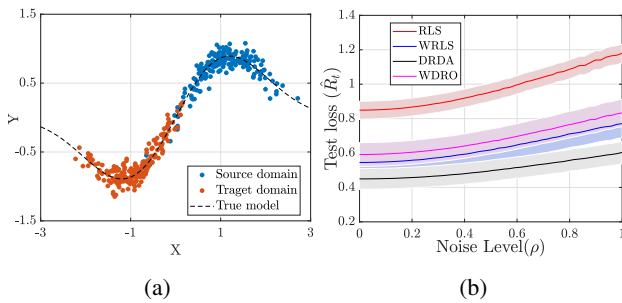 1.5
0.5
-0.5
-1.5
Y
-3
-1
1
3
X
Source domain
Traget domain
True model
(a)
1.4
1.2
1
0.8
0.6
0.4
0.2
Test loss (R̂t)
0
0.2
0.4
0.6
0.8
1
Noise Level(ρ)
RLS
WRLS
DRDA
WDRO
(b)